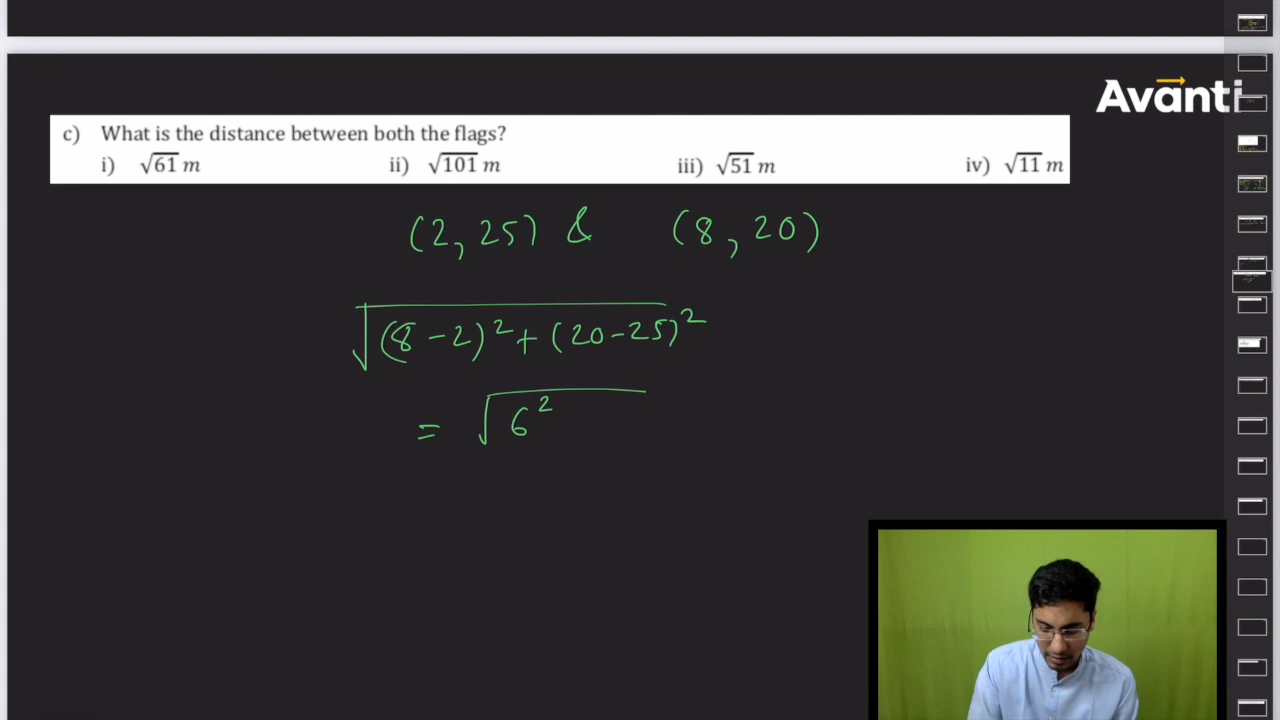 Avanti
c) What is the distance between both the flags?
i) √61 m ii) √101 m iii) √51 m iv) √11 m
(2, 25) & (8, 20)
√(8-2)² + (20-25)²
= √6²